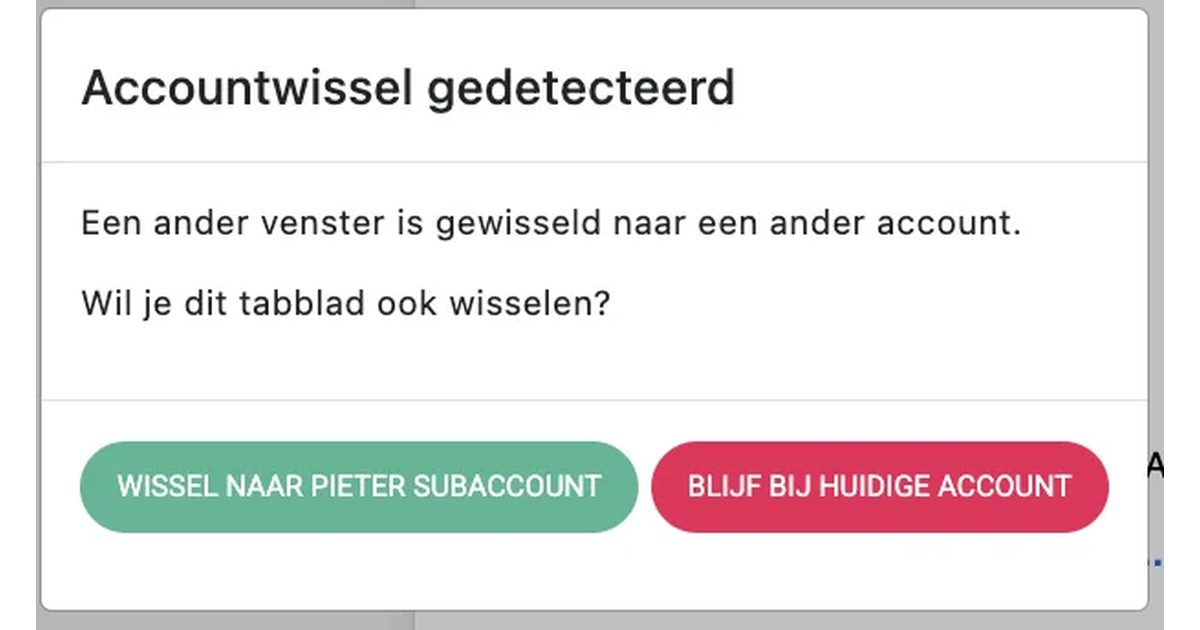 Accountwissel gedetecteerd
Een ander venster is gewisseld naar een ander account.
Wil je dit tabblad ook wisselen?
WISSEL NAAR PIETER SUBACCOUNT
BLIJF BIJ HUIDIGE ACCOUNT